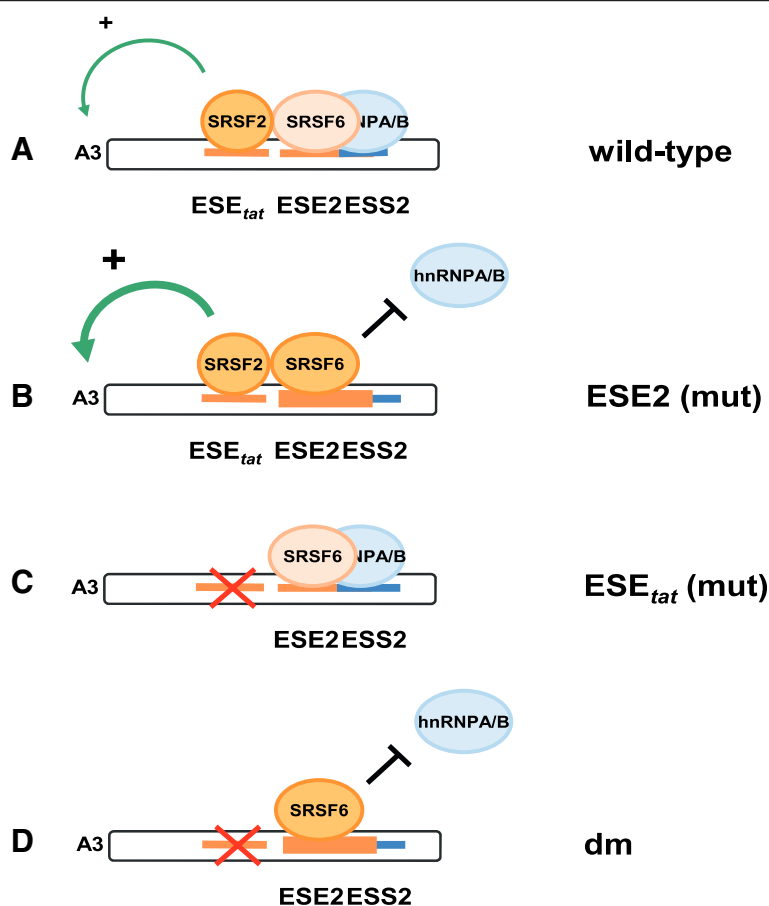 +
A
A3
SRSF2
SRSF6
NPA/B
wild-type
ESEtat ESE2 ESS2
+
hnRNPA/B
B
A3
SRSF2
SRSF6
ESE2 (mut)
ESEtat ESE2 ESS2
C
A3
SRSF6
NPA/B
ESEtat (mut)
ESE2 ESS2
hnRNPA/B
D
A3
SRSF6
dm
ESE2 ESS2